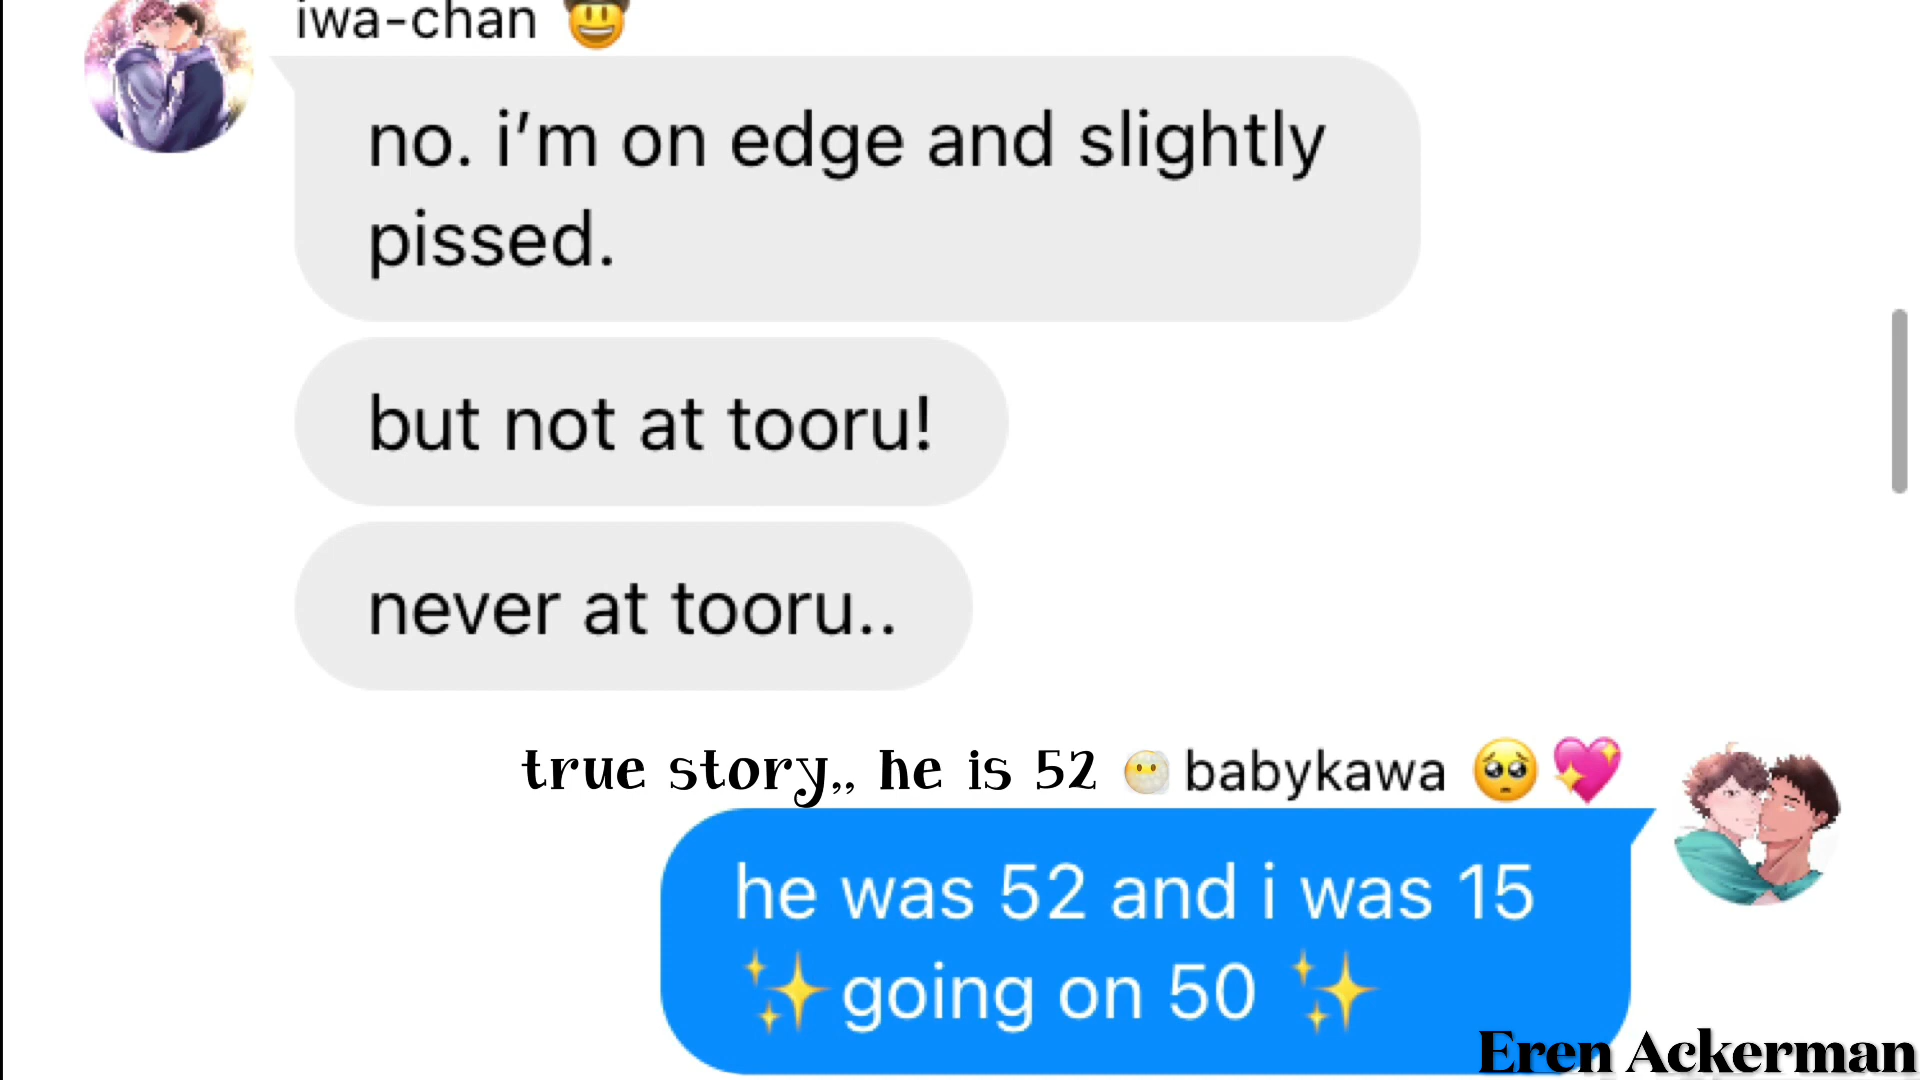 iwa-chan 🤠
no. i'm on edge and slightly
pissed.
but not at tooru!
never at tooru..
true story,, he is 52 😶‍🌫️ babykawa 🥺💖
he was 52 and i was 15
✨going on 50 ✨
Eren Ackerman